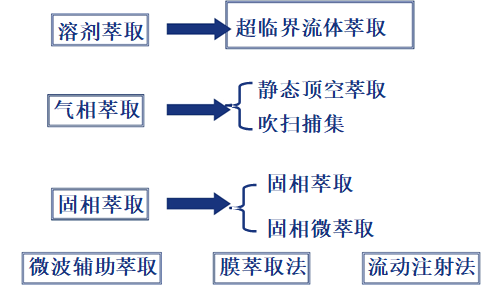 溶剂萃取
超临界流体萃取
气相萃取
静态顶空萃取
吹扫捕集
固相萃取
固相萃取
固相微萃取
微波辅助萃取
膜萃取法
流动注射法